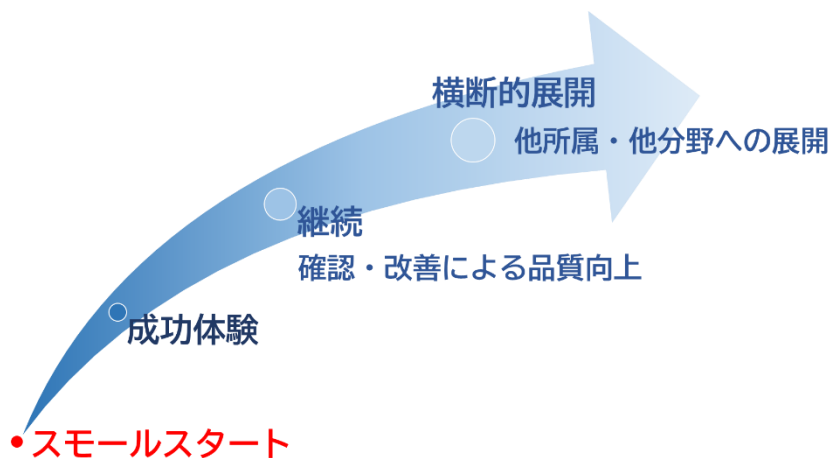 横断的展開
他所属・他分野への展開
継続
確認・改善による品質向上
成功体験
スモールスタート